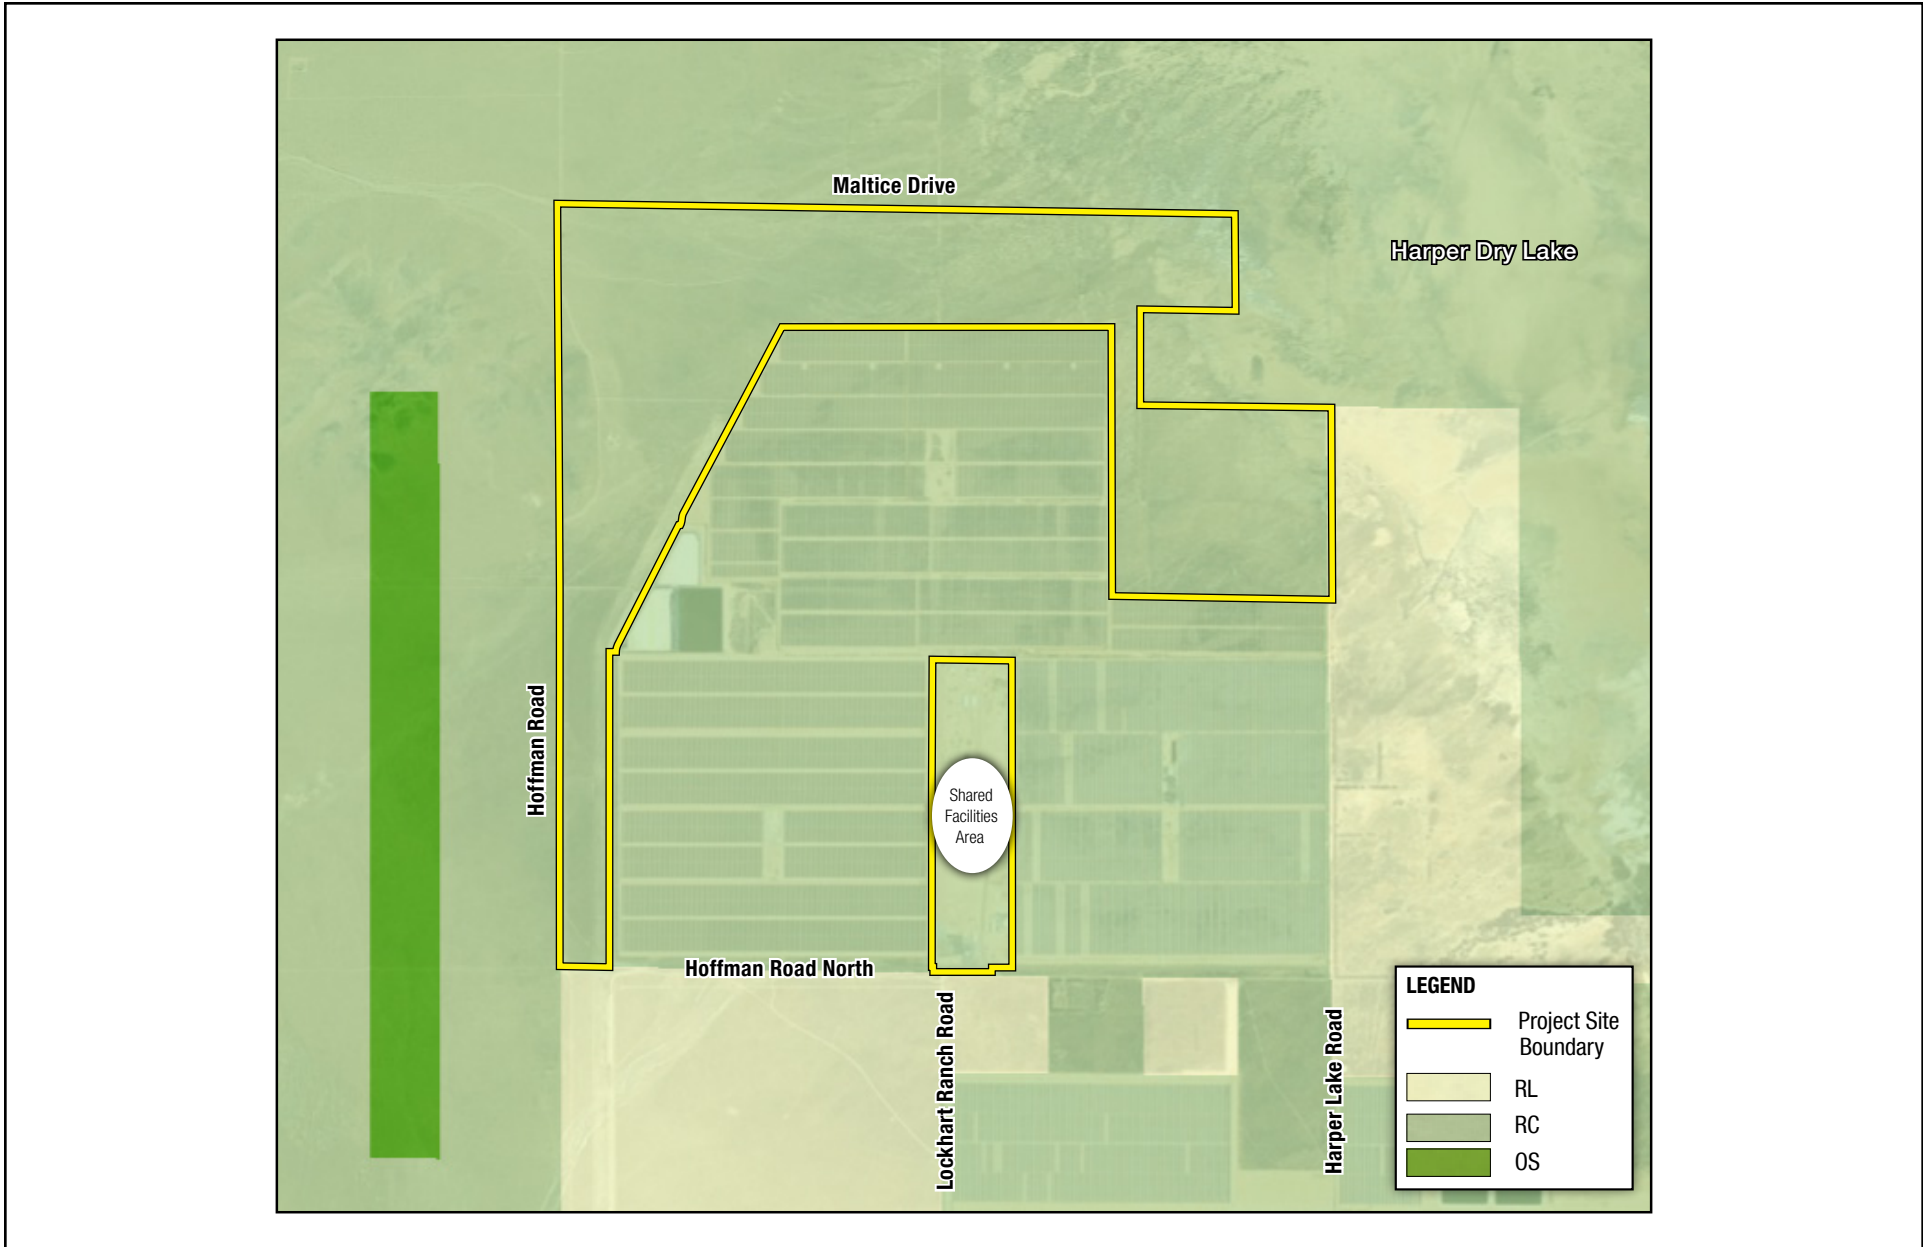 Maltice Drive
Harper Dry Lake
Hoffman Road
Shared
Facilities
Area
Hoffman Road North
Lockhart Ranch Road
Harper Lake Road
LEGEND
Project Site
Boundary
RL
RC
OS